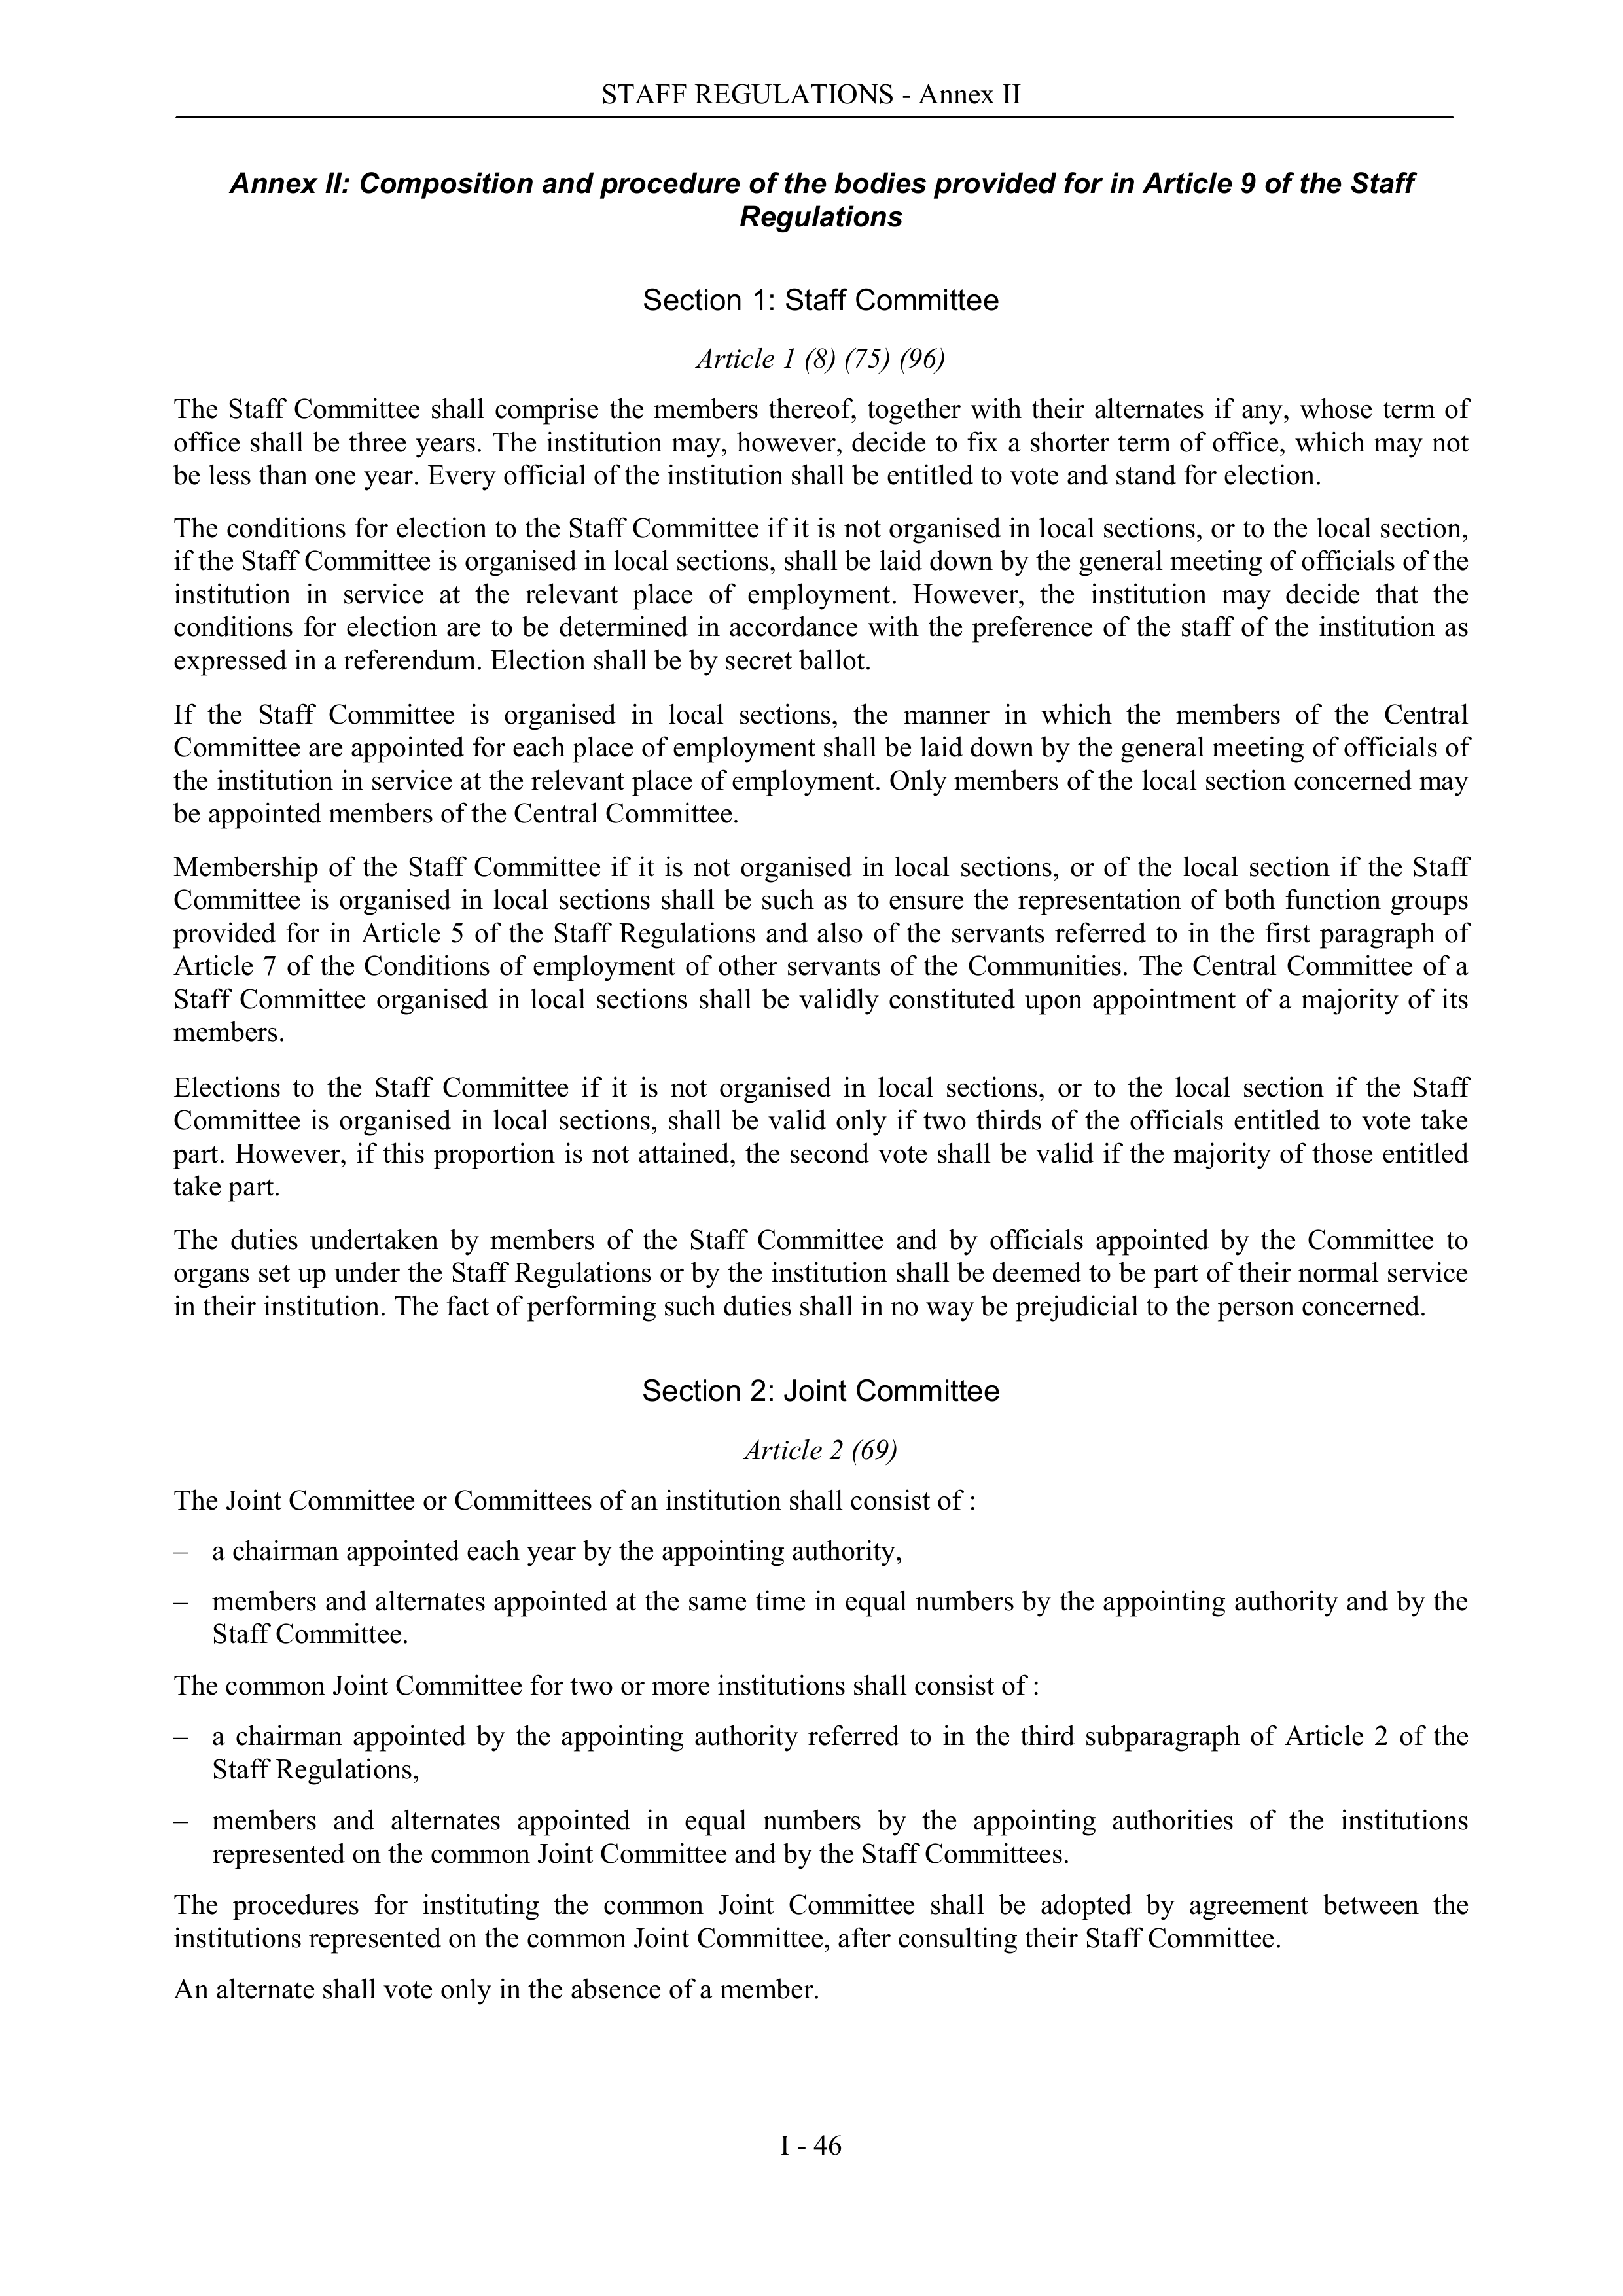 STAFF REGULATIONS - Annex II
Annex II: Composition and procedure of the bodies provided for in Article 9 of the Staff
Regulations
Section 1: Staff Committee
Article 1 (8) (75) (96)
The Staff Committee shall comprise the members thereof, together with their alternates if any, whose term of
office shall be three years. The institution may, however, decide to fix a shorter term of office, which may not
be less than one year. Every official of the institution shall be entitled to vote and stand for election.
The conditions for election to the Staff Committee if it is not organised in local sections, or to the local section,
if the Staff Committee is organised in local sections, shall be laid down by the general meeting of officials of the
institution in service at the relevant place of employment. However, the institution may decide that the
conditions for election are to be determined in accordance with the preference of the staff of the institution as
expressed in a referendum. Election shall be by secret ballot.
If the Staff Committee is organised in local sections, the manner in which the members of the Central
Committee are appointed for each place of employment shall be laid down by the general meeting of officials of
the institution in service at the relevant place of employment. Only members of the local section concerned may
be appointed members of the Central Committee.
Membership of the Staff Committee if it is not organised in local sections, or of the local section if the Staff
Committee is organised in local sections shall be such as to ensure the representation of both function groups
provided for in Article 5 of the Staff Regulations and also of the servants referred to in the first paragraph of
Article 7 of the Conditions of employment of other servants of the Communities. The Central Committee of a
Staff Committee organised in local sections shall be validly constituted upon appointment of a majority of its
members.
Elections to the Staff Committee if it is not organised in local sections, or to the local section if the Staff
Committee is organised in local sections, shall be valid only if two thirds of the officials entitled to vote take
part. However, if this proportion is not attained, the second vote shall be valid if the majority of those entitled
take part.
The duties undertaken by members of the Staff Committee and by officials appointed by the Committee to
organs set up under the Staff Regulations or by the institution shall be deemed to be part of their normal service
in their institution. The fact of performing such duties shall in no way be prejudicial to the person concerned.
Section 2: Joint Committee
Article 2 (69)
The Joint Committee or Committees of an institution shall consist of :
– a chairman appointed each year by the appointing authority,
– members and alternates appointed at the same time in equal numbers by the appointing authority and by the
Staff Committee.
The common Joint Committee for two or more institutions shall consist of :
– a chairman appointed by the appointing authority referred to in the third subparagraph of Article 2 of the
Staff Regulations,
– members and alternates appointed in equal numbers by the appointing authorities of the institutions
represented on the common Joint Committee and by the Staff Committees.
The procedures for instituting the common Joint Committee shall be adopted by agreement between the
institutions represented on the common Joint Committee, after consulting their Staff Committee.
An alternate shall vote only in the absence of a member.
I - 46